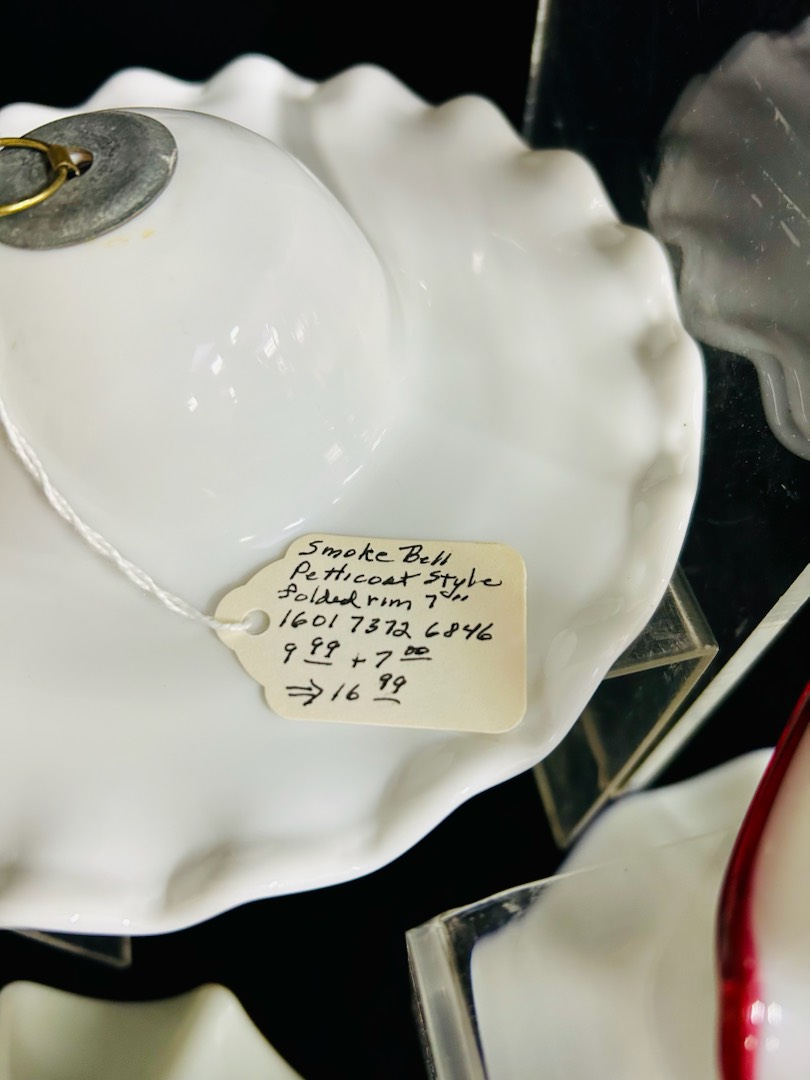 Smoke Bell
Petticoat Style
folded rim 7"
1601 7372 6846
9 99 + 7 00
⇒ 16 99